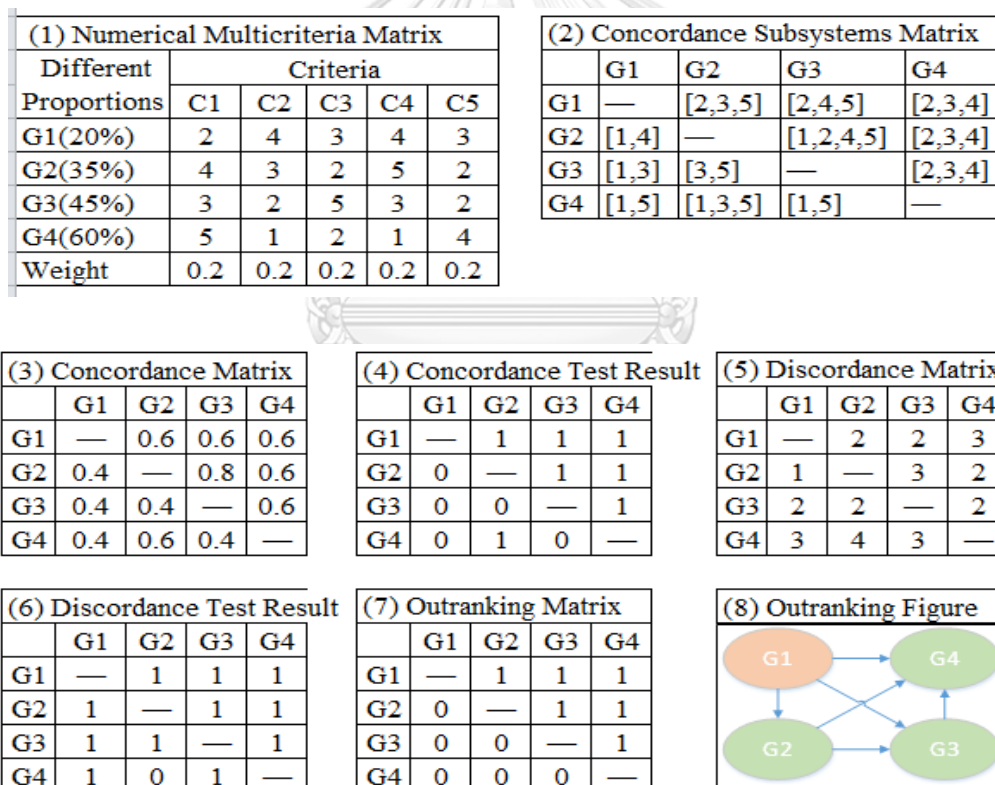 (1) Numerical Multicriteria Matrix
Different Proportions Criteria
C1 C2 C3 C4 C5
G1(20%) 2 4 3 4 3
G2(35%) 4 3 2 5 2
G3(45%) 3 2 5 3 2
G4(60%) 5 1 2 1 4
Weight 0.2 0.2 0.2 0.2 0.2
(2) Concordance Subsystems Matrix
G1 G2 G3 G4
G1 — [2,3,5] [2,4,5] [2,3,4]
G2 [1,4] — [1,2,4,5] [2,3,4]
G3 [1,3] [3,5] — [2,3,4]
G4 [1,5] [1,3,5] [1,5] —
(3) Concordance Matrix
G1 G2 G3 G4
G1 — 0.6 0.6 0.6
G2 0.4 — 0.8 0.6
G3 0.4 0.4 — 0.6
G4 0.4 0.6 0.4 —
(4) Concordance Test Result
G1 G2 G3 G4
G1 — 1 1 1
G2 0 — 1 1
G3 0 0 — 1
G4 0 1 0 —
(5) Discordance Matrix
G1 G2 G3 G4
G1 — 2 2 3
G2 1 — 3 2
G3 2 2 — 2
G4 3 4 3 —
(6) Discordance Test Result
G1 G2 G3 G4
G1 — 1 1 1
G2 1 — 1 1
G3 1 1 — 1
G4 1 0 1 —
(7) Outranking Matrix
G1 G2 G3 G4
G1 — 1 1 1
G2 0 — 1 1
G3 0 0 — 1
G4 0 0 0 —
(8) Outranking Figure
G1 G4
G2 G3